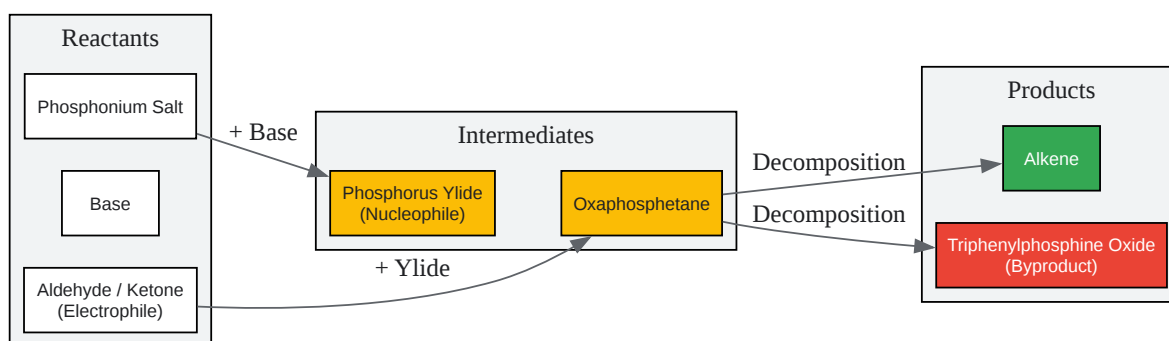 Reactants
Phosphonium Salt
Base
Aldehyde / Ketone
(Electrophile)
+ Base
+ Ylide
Intermediates
Phosphorus Ylide
(Nucleophile)
Oxaphosphetane
Decomposition
Decomposition
Products
Alkene
Triphenylphosphine Oxide
(Byproduct)